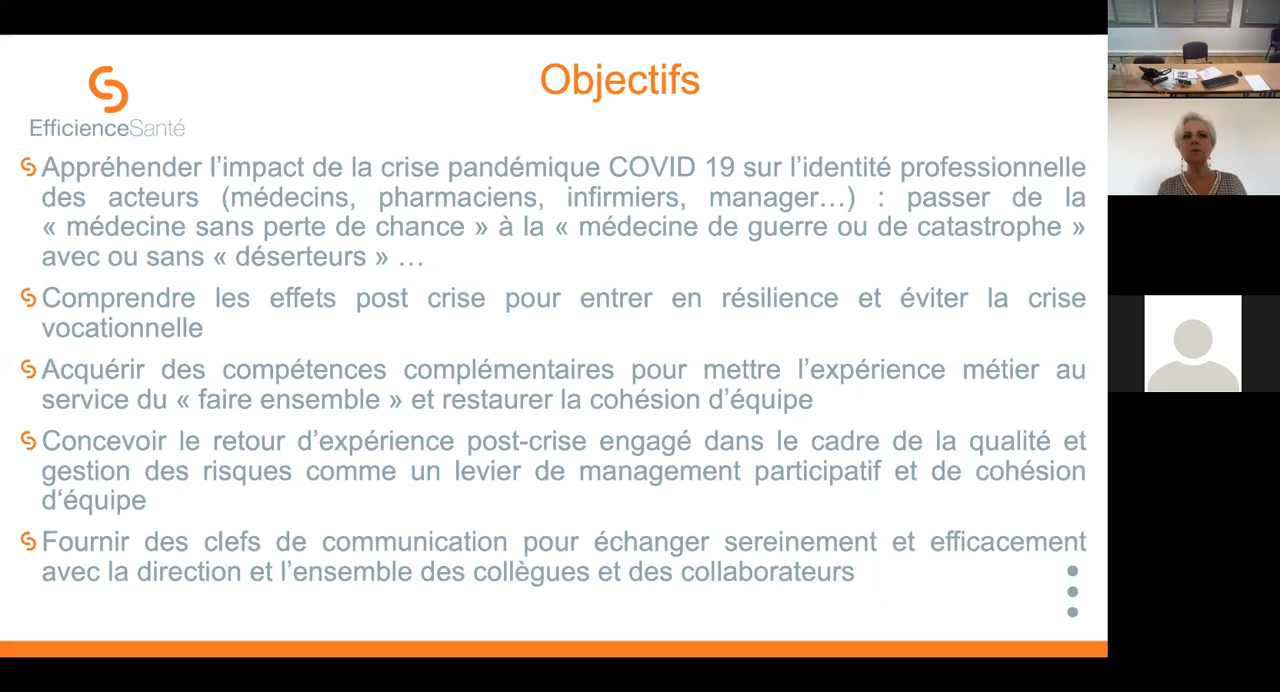 Objectifs
EfficienceSanté
Appréhender l’impact de la crise pandémique COVID 19 sur l’identité professionnelle
des acteurs (médecins, pharmaciens, infirmiers, manager…) : passer de la
« médecine sans perte de chance » à la « médecine de guerre ou de catastrophe »
avec ou sans « déserteurs » …
Comprendre les effets post crise pour entrer en résilience et éviter la crise
vocationnelle
Acquérir des compétences complémentaires pour mettre l’expérience métier au
service du « faire ensemble » et restaurer la cohésion d’équipe
Concevoir le retour d’expérience post-crise engagé dans le cadre de la qualité et
gestion des risques comme un levier de management participatif et de cohésion
d‘équipe
Fournir des clefs de communication pour échanger sereinement et efficacement
avec la direction et l’ensemble des collègues et des collaborateurs